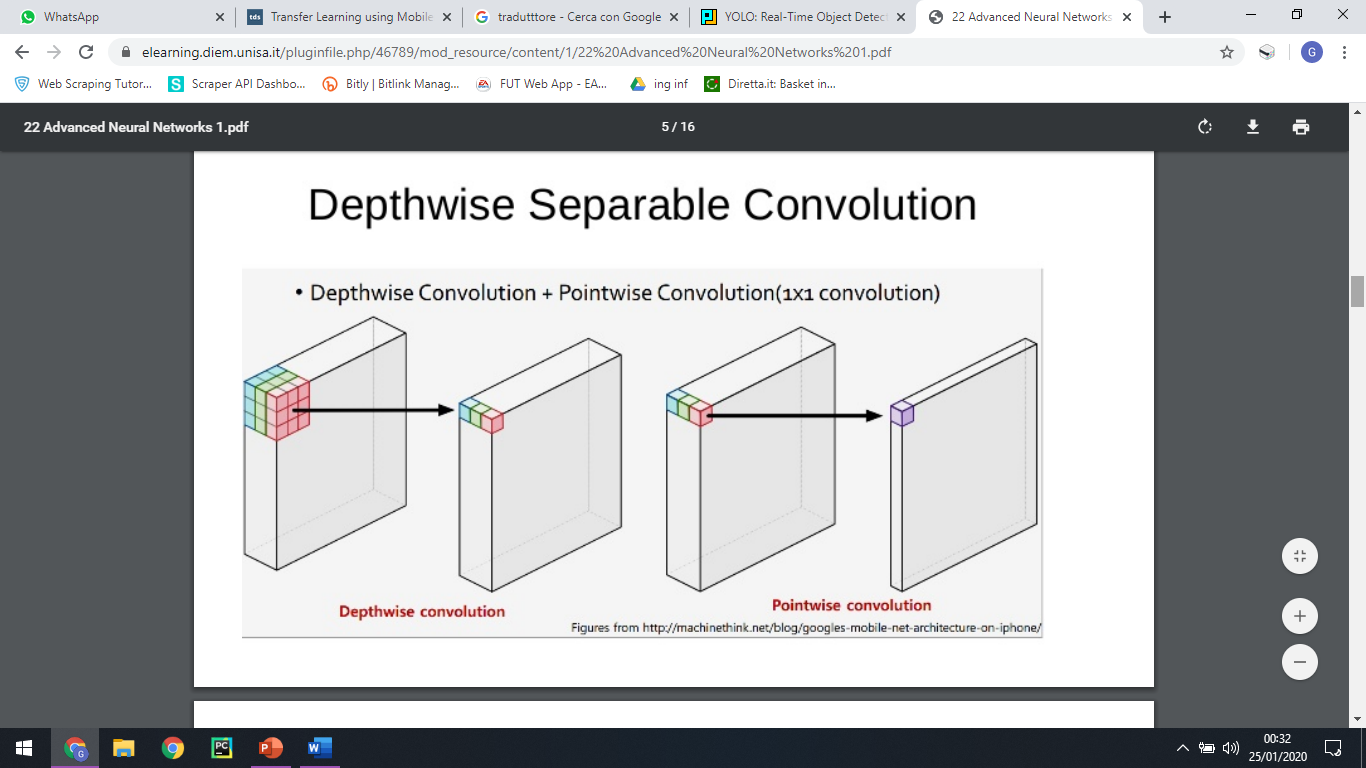 WhatsApp
Transfer Learning using Mobile
tradutttore - Cerca con Google
YOLO: Real-Time Object Detec
22 Advanced Neural Networks
elearning.diem.unisa.it/pluginfile.php/46789/mod_resource/content/1/22%20Advanced%20Neural%20Networks%201.pdf
G
Web Scraping Tutor...
Scraper API Dashbo...
Bitly | Bitlink Manag...
FUT Web App - EA...
ing inf
Diretta.it: Basket in...
22 Advanced Neural Networks 1.pdf
5 / 16
Depthwise Separable Convolution
• Depthwise Convolution + Pointwise Convolution(1x1 convolution)
Depthwise convolution
Pointwise convolution
Figures from http://machinethink.net/blog/googles-mobile-net-architecture-on-iphone/
00:32
25/01/2020